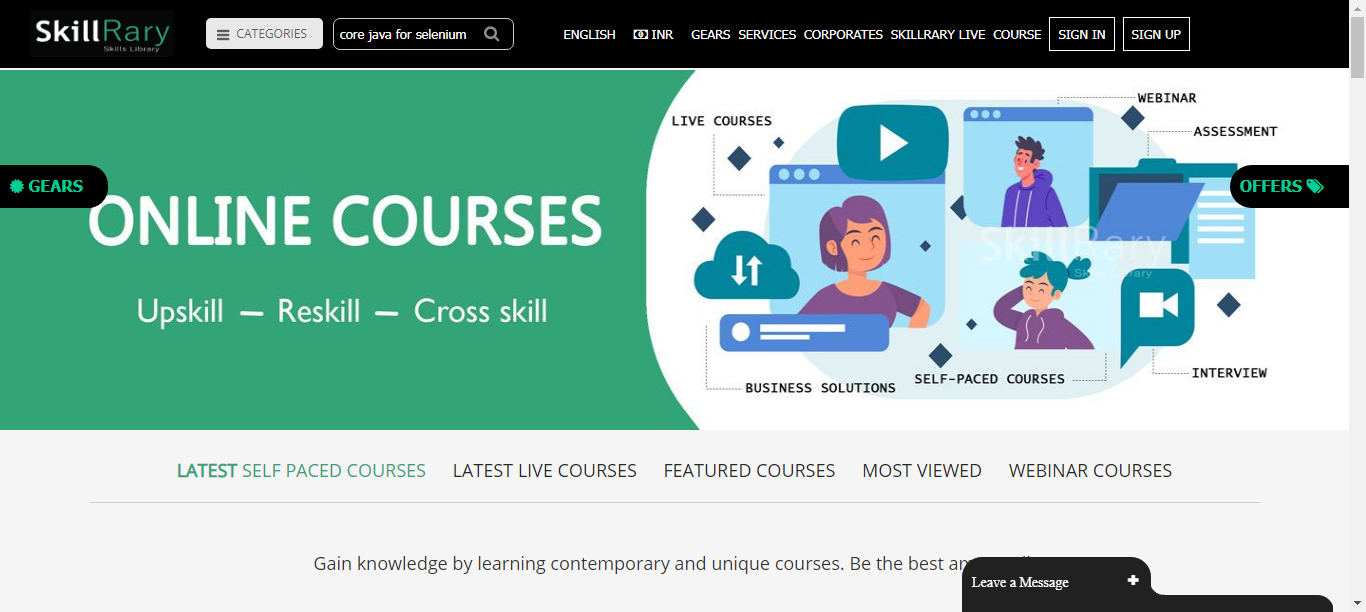 SkillRary
Skills Library
CATEGORIES
core java for selenium
ENGLISH
INR
GEARS SERVICES CORPORATES SKILLRARY LIVE COURSE
SIGN IN
SIGN UP
GEARS
OFFERS
ONLINE COURSES
Upskill — Reskill — Cross skill
LIVE COURSES
WEBINAR
ASSESSMENT
SkillRary
Skills Library
BUSINESS SOLUTIONS
SELF-PACED COURSES
INTERVIEW
LATEST SELF PACED COURSES
LATEST LIVE COURSES
FEATURED COURSES
MOST VIEWED
WEBINAR COURSES
Gain knowledge by learning contemporary and unique courses. Be the best
Leave a Message